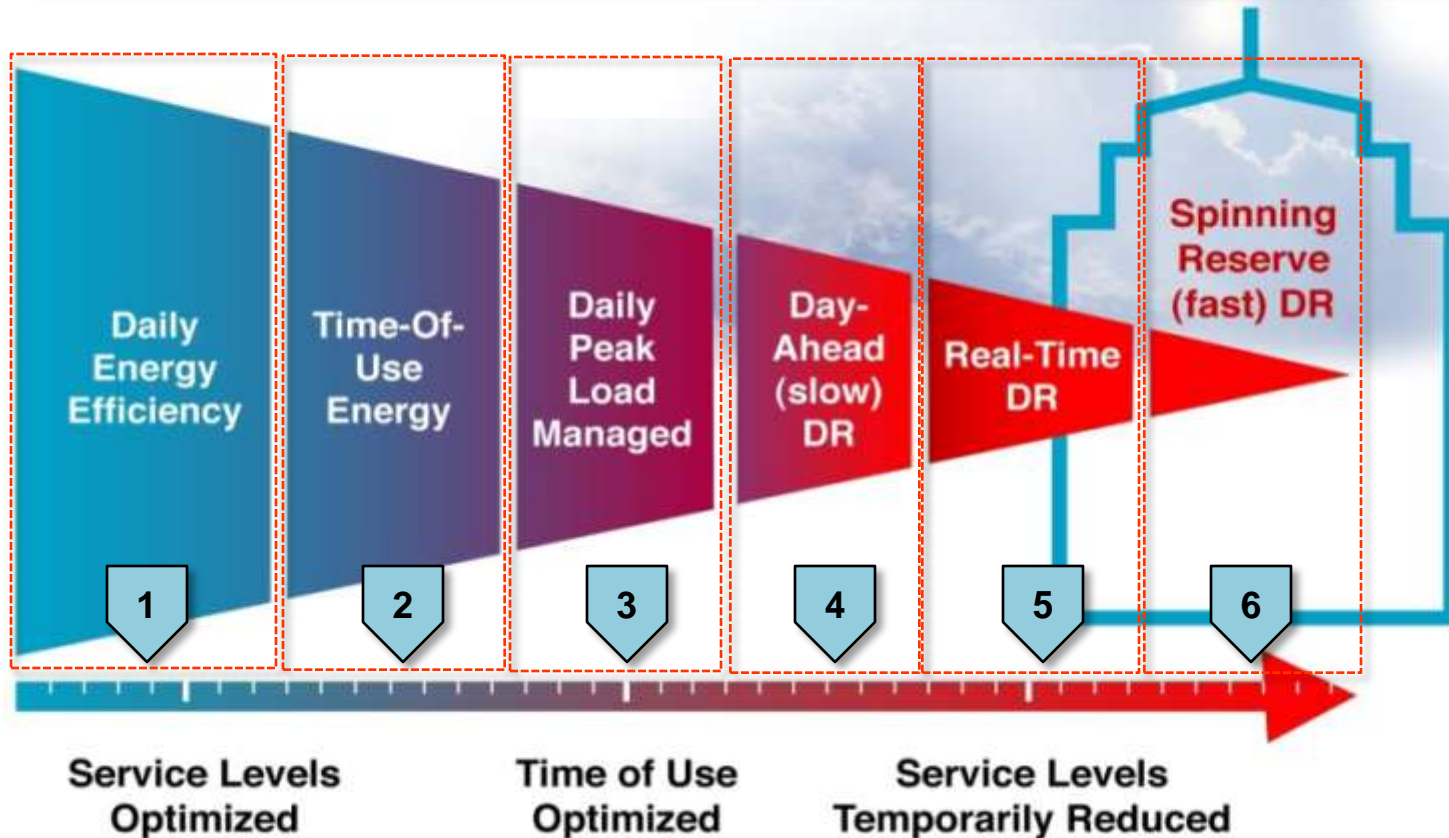 Daily
Energy
Efficiency
Time-Of-
Use
Energy
Daily
Peak
Load
Managed
Day-
Ahead
(slow)
DR
Real-Time
DR
Spinning
Reserve
(fast) DR
1
2
3
4
5
6
Service Levels
Optimized
Time of Use
Optimized
Service Levels
Temporarily Reduced